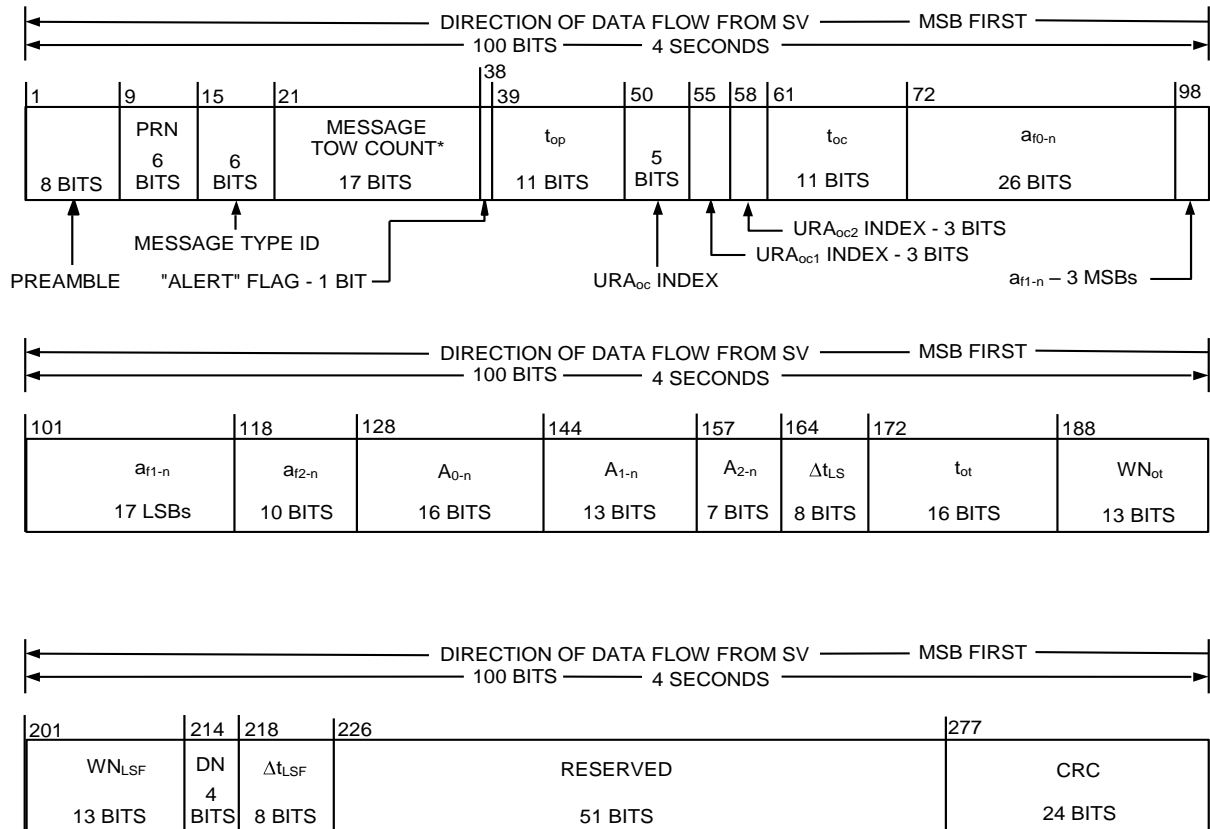 DIRECTION OF DATA FLOW FROM SV MSB FIRST
100 BITS 4 SECONDS
1 9 15 21 38 39 50 55 58 61 72 98
8 BITS
PRN
6
BITS
6
BITS
MESSAGE
TOW COUNT*
17 BITS
top
11 BITS
5
BITS
toc
11 BITS
af0-n
26 BITS
MESSAGE TYPE ID
URAoc2 INDEX - 3 BITS
URAoc1 INDEX - 3 BITS
PREAMBLE
"ALERT" FLAG - 1 BIT
URAoc INDEX
af1-n – 3 MSBs
DIRECTION OF DATA FLOW FROM SV MSB FIRST
100 BITS 4 SECONDS
101 118 128 144 157 164 172 188
af1-n
17 LSBs
af2-n
10 BITS
A0-n
16 BITS
A1-n
13 BITS
A2-n
7 BITS
ΔtLS
8 BITS
tot
16 BITS
WNot
13 BITS
DIRECTION OF DATA FLOW FROM SV MSB FIRST
100 BITS 4 SECONDS
201 214 218 226 277
WNLSF
13 BITS
DN
4
BITS
ΔtLSF
8 BITS
RESERVED
51 BITS
CRC
24 BITS